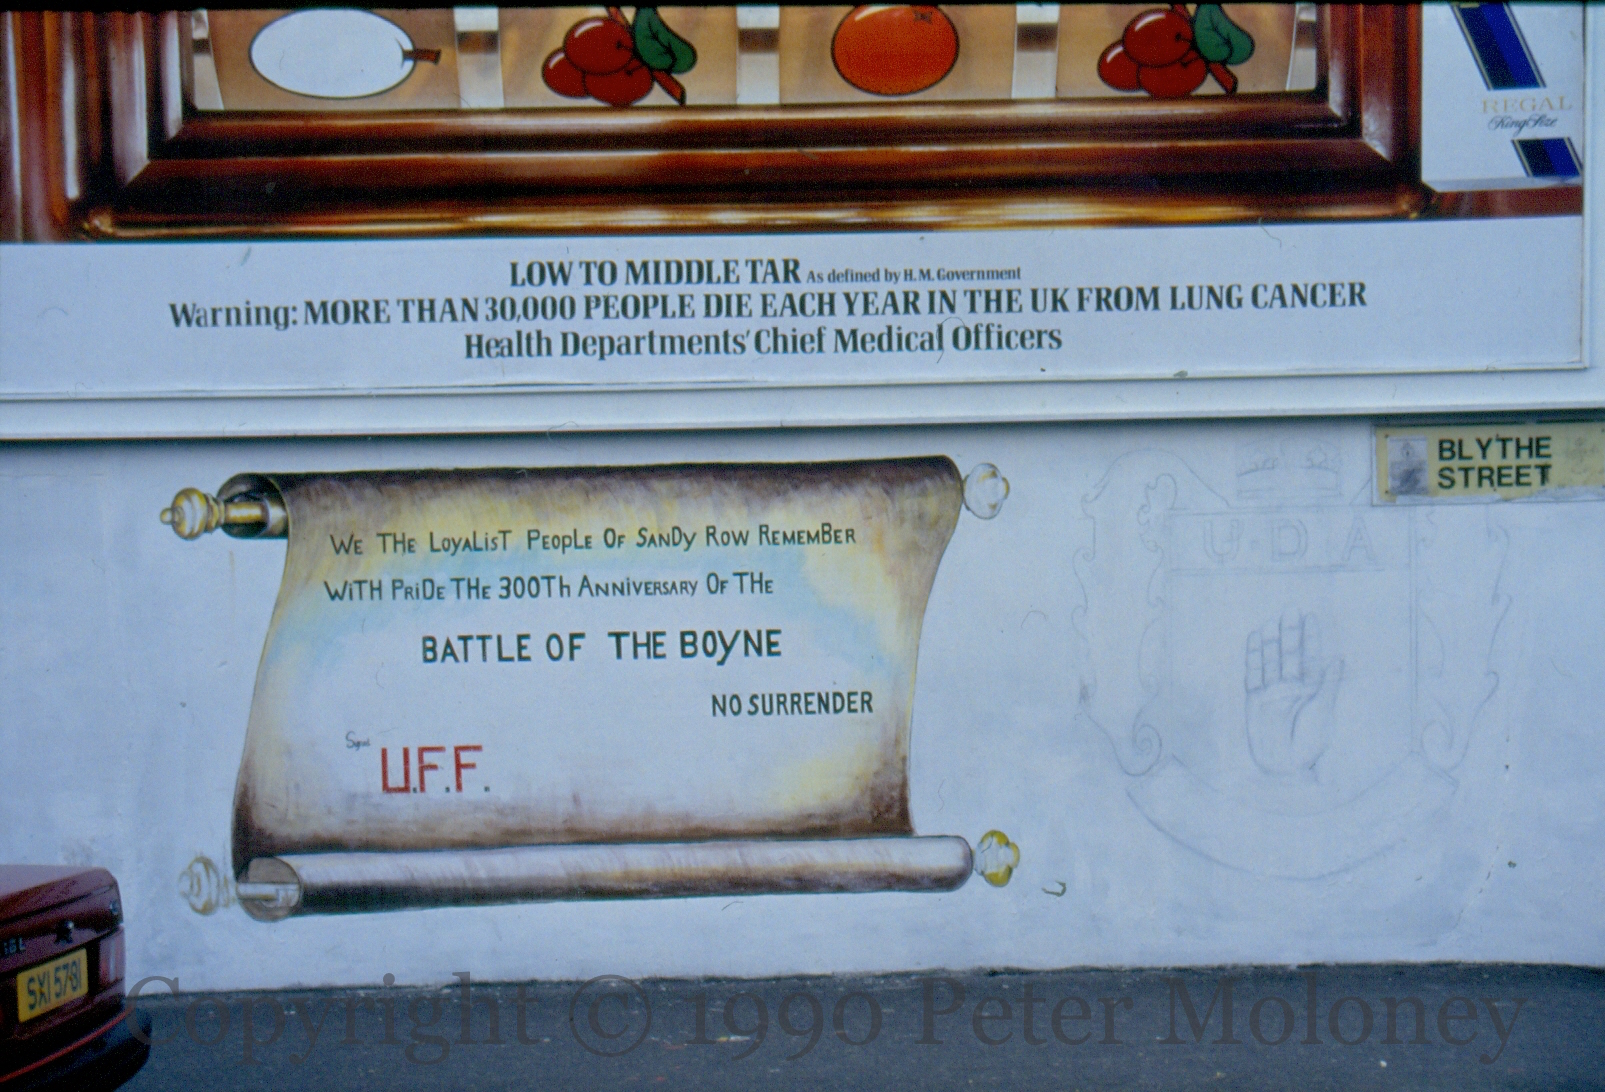 REGAL
King Size
LOW TO MIDDLE TAR As defined by H.M. Government
Warning: MORE THAN 30,000 PEOPLE DIE EACH YEAR IN THE UK FROM LUNG CANCER
Health Departments' Chief Medical Officers
BLYTHE
STREET
WE THE LOYALIST PEOPLE OF SANDY ROW REMEMBER
WITH PRIDE THE 300Th ANNIVERSARY OF THE
BATTLE OF THE BOYNE
NO SURRENDER
Signed
U.F.F.
U.D.A
SXI 5781
Copyright © 1990 Peter Moloney